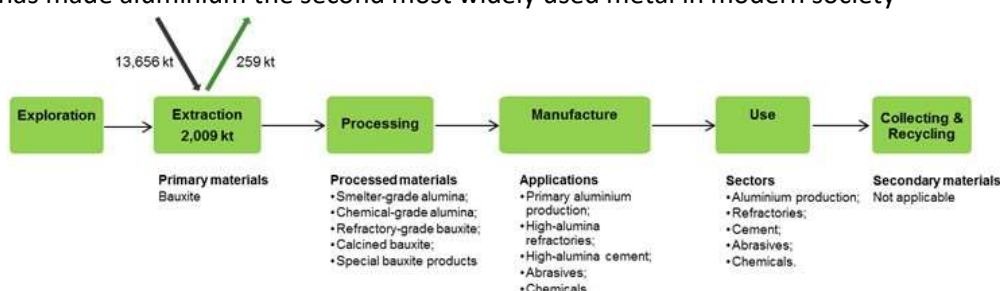 has made aluminium the second most widely used metal in modern society
13,656 kt
259 kt
Exploration
Extraction
2,009 kt
Processing
Manufacture
Use
Collecting &
Recycling
Primary materials
Bauxite
Processed materials
•Smelter-grade alumina;
•Chemical-grade alumina;
•Refractory-grade bauxite;
•Calcined bauxite;
•Special bauxite products
Applications
•Primary aluminium
production;
•High-alumina
refractories;
•High-alumina cement;
•Abrasives;
•Chemicals
Sectors
•Aluminium production;
•Refractories;
•Cement;
•Abrasives;
•Chemicals.
Secondary materials
Not applicable